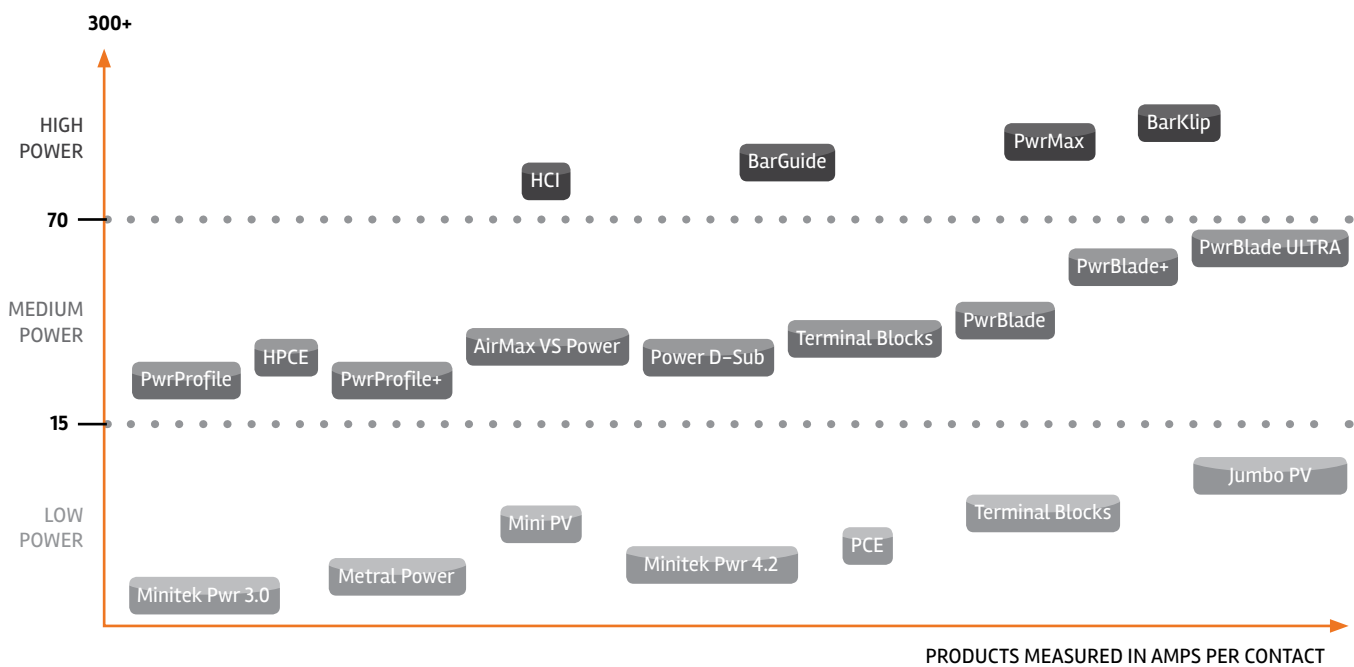 300+
HIGH
POWER
BarKlip
PwrMax
BarGuide
HCI
70
PwrBlade ULTRA
PwrBlade+
MEDIUM
POWER
PwrBlade
Terminal Blocks
AirMax VS Power
Power D-Sub
HPCE
PwrProfile
PwrProfile+
15
Jumbo PV
LOW
POWER
Terminal Blocks
Mini PV
PCE
Minitek Pwr 4.2
Metral Power
Minitek Pwr 3.0
PRODUCTS MEASURED IN AMPS PER CONTACT